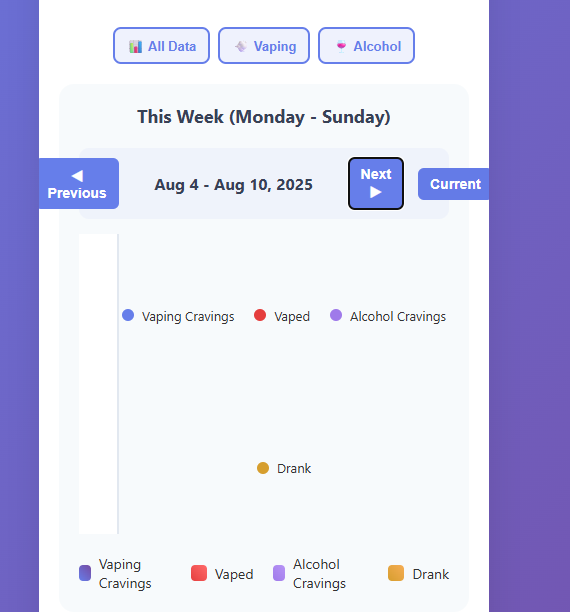 All Data Vaping Alcohol
This Week (Monday - Sunday)
◀
Previous
Aug 4 - Aug 10, 2025
Next
▶
Current
Vaping Cravings Vaped Alcohol Cravings
Drank
Vaping
Cravings
Vaped
Alcohol
Cravings
Drank